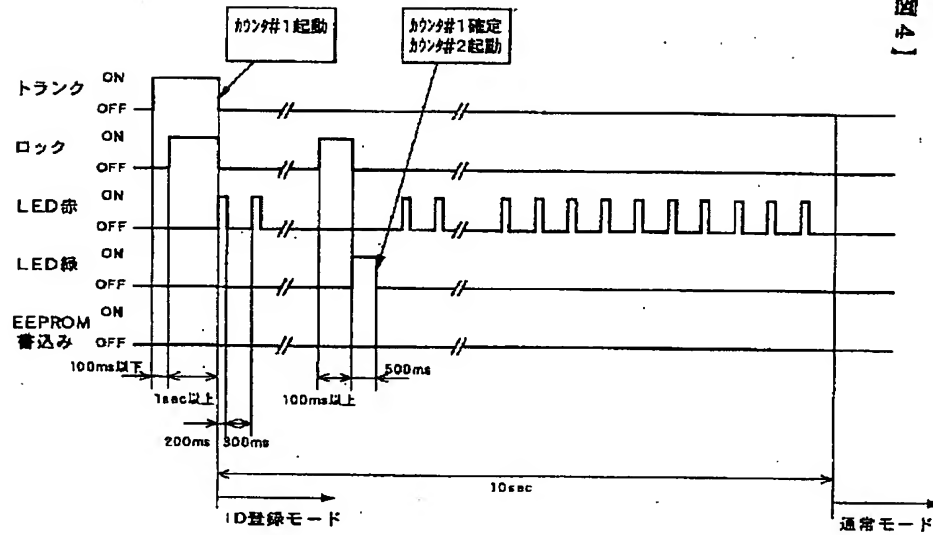 【図4】
カウンタ#1起動
カウンタ#1確定
カウンタ#2起動
トランク
ON
OFF
ロック
ON
OFF
LED赤
ON
OFF
LED緑
ON
OFF
EEPROM
書込み
ON
OFF
100ms以下
1sec以上
200ms
300ms
100ms以上
500ms
10sec
ID登録モード
通常モード